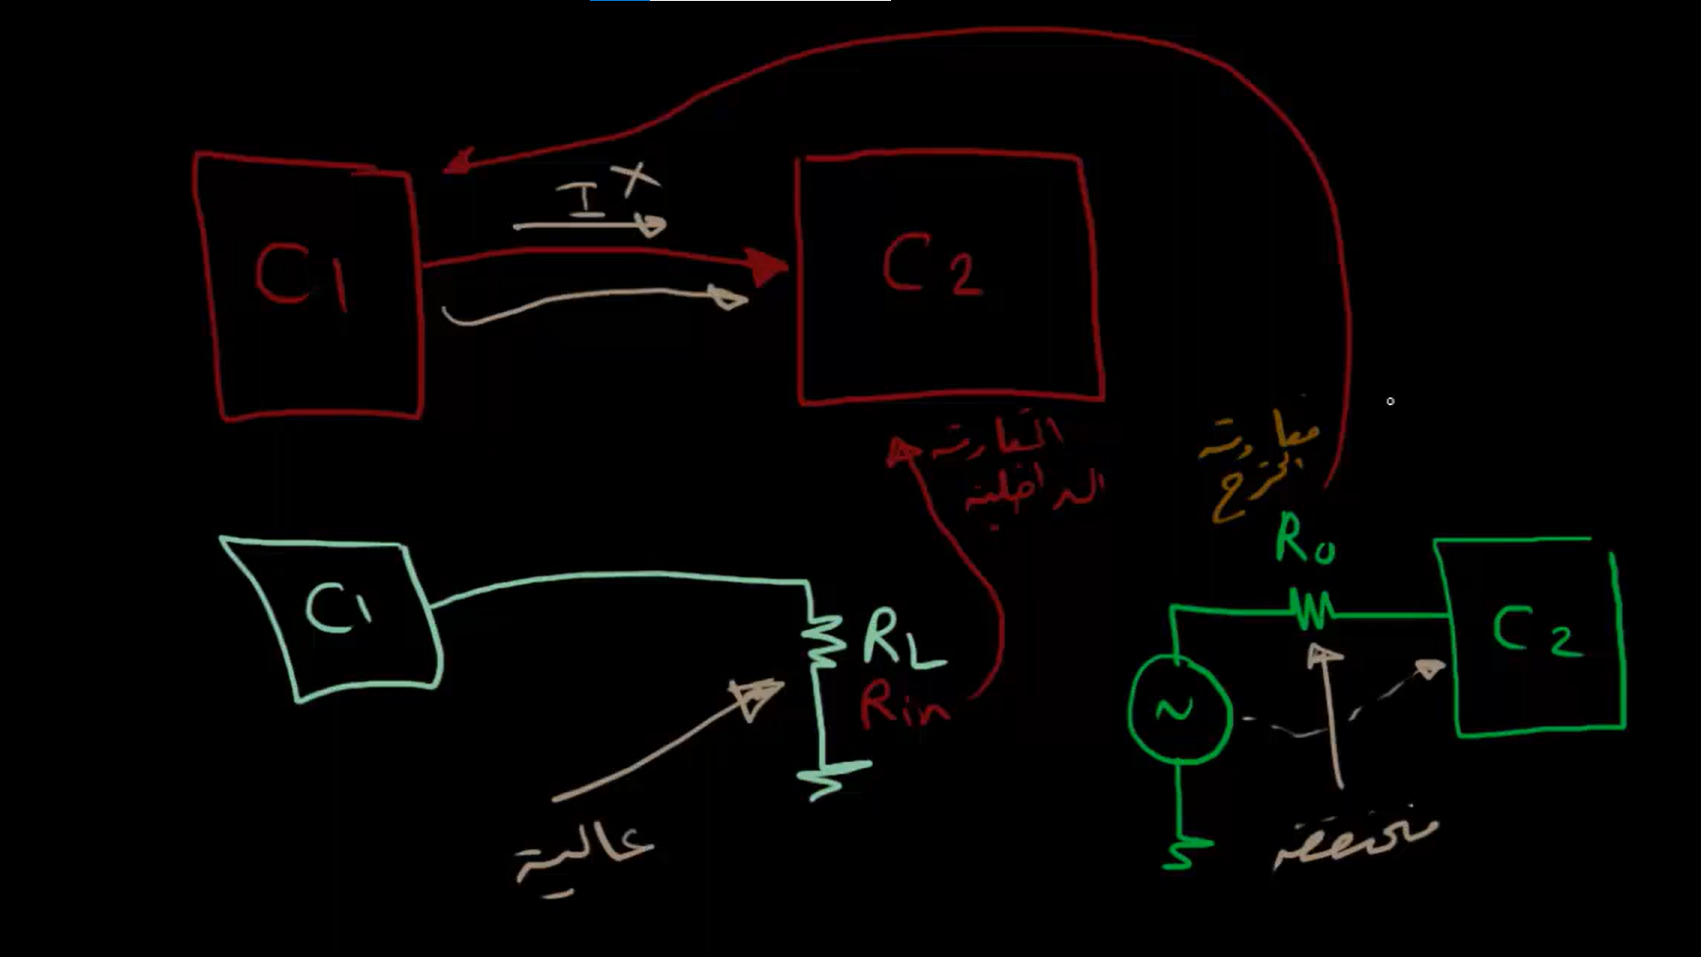 I X
C1
C2
المقاومة
الداخلية
مقاومة
الخرج
Ro
C1
RL
Rin
C2
~
عالية
منخفضة